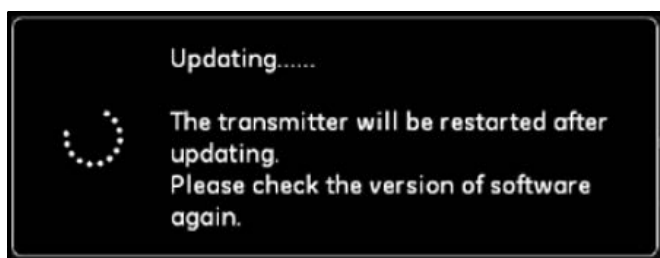 Updating......
The transmitter will be restarted after
updating.
Please check the version of software
again.